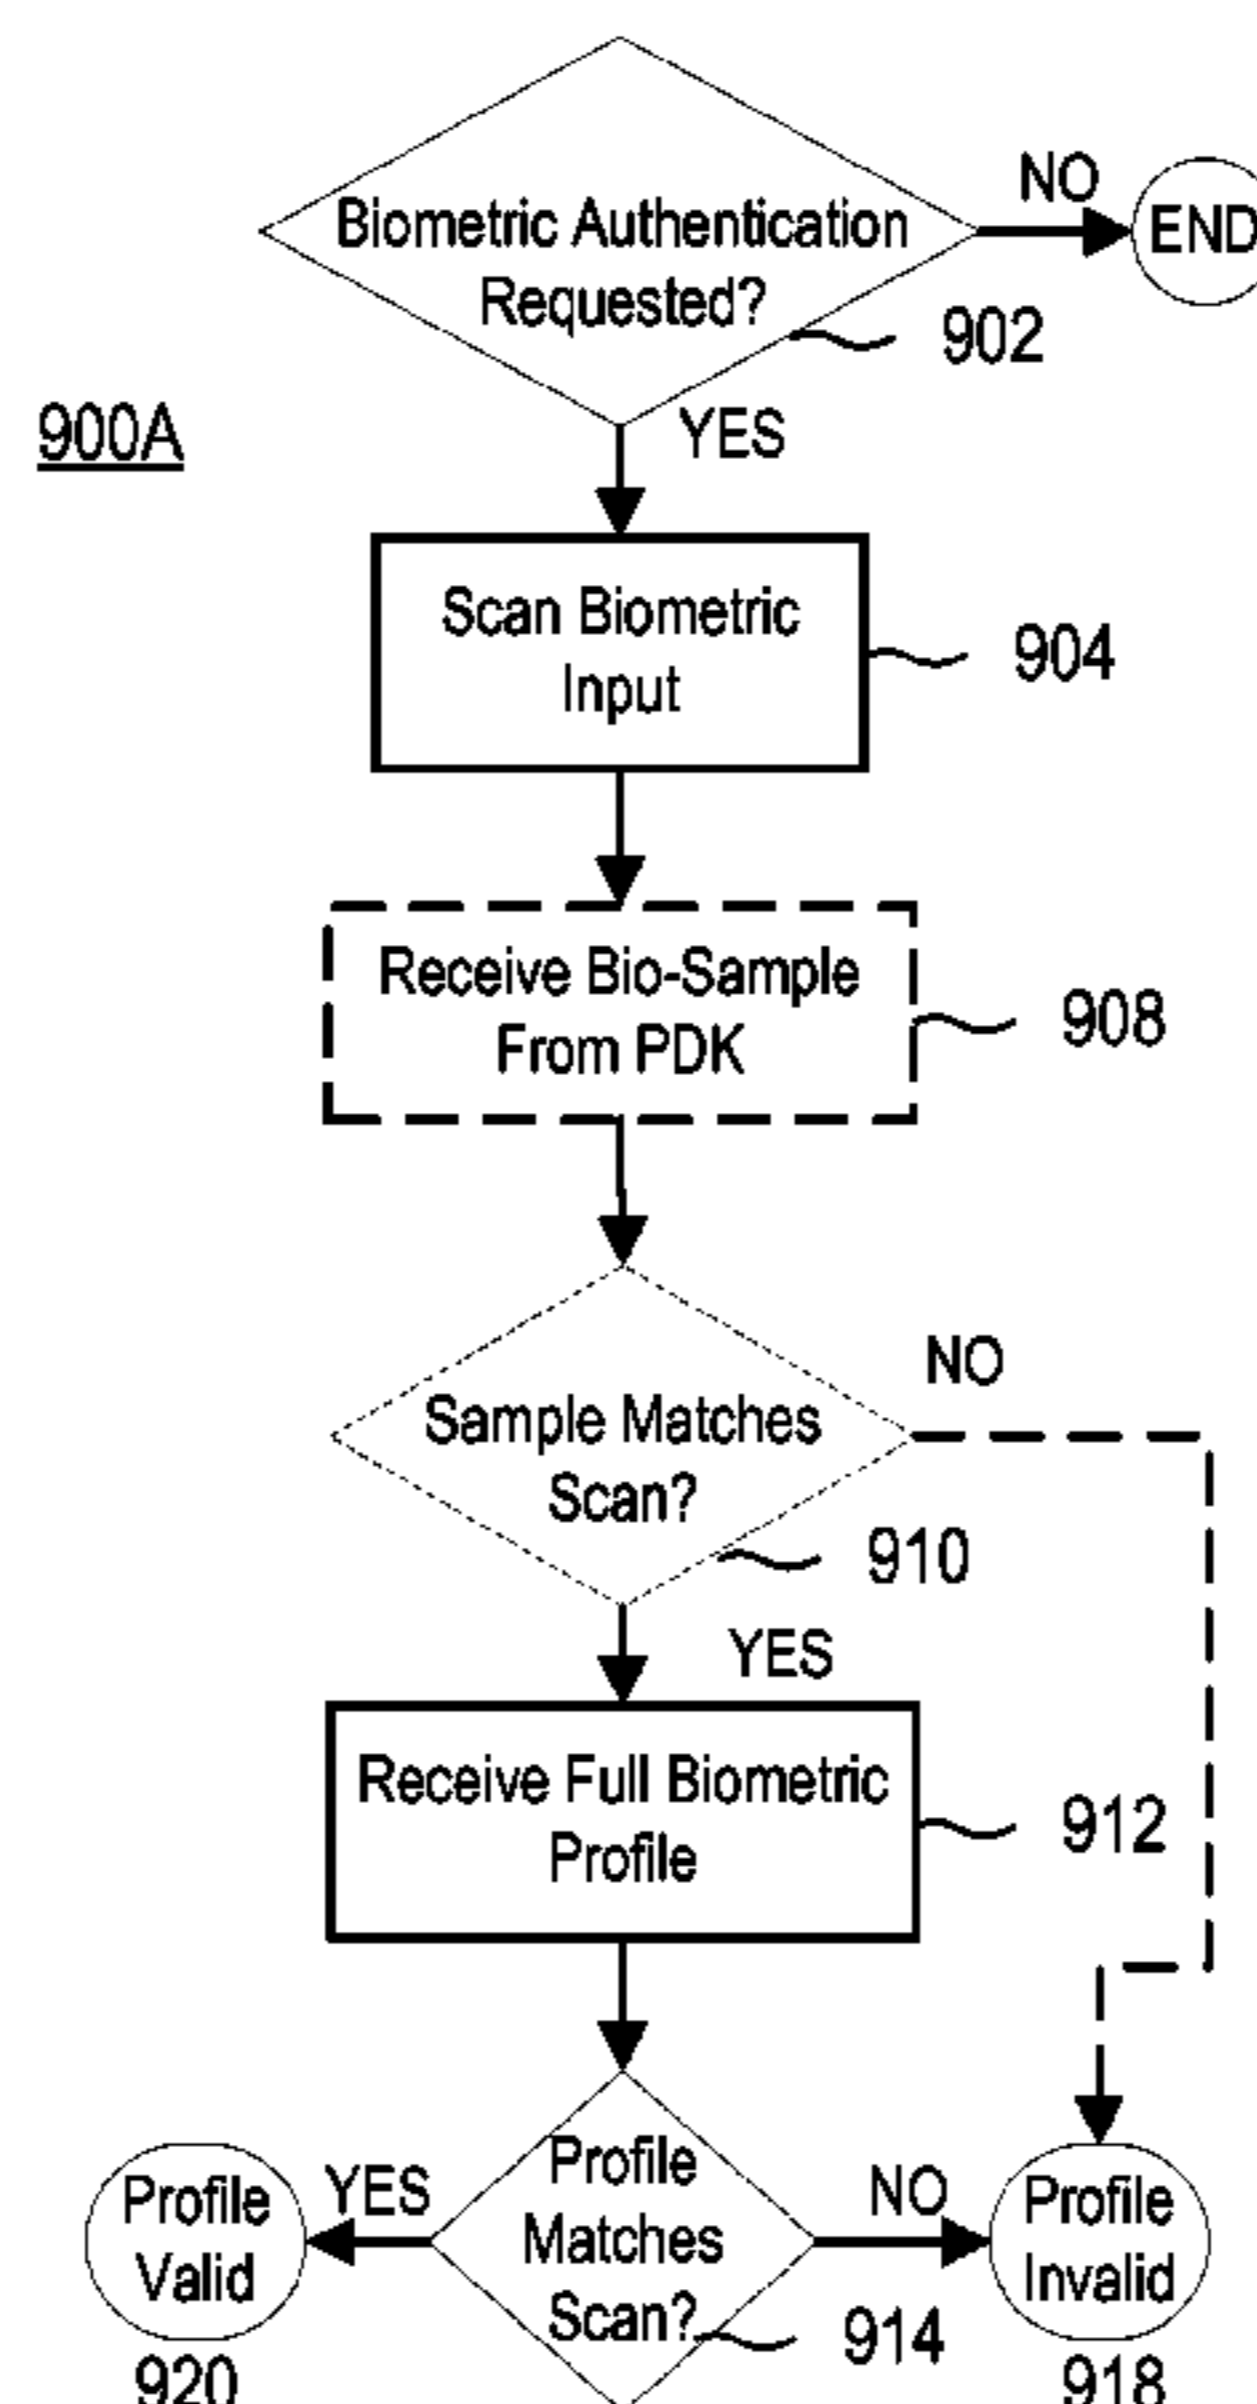 NO
END
Biometric Authentication
Requested?
902
YES
900A
Scan Biometric
Input
904
Receive Bio-Sample
From PDK
908
NO
Sample Matches
Scan?
910
YES
Receive Full Biometric
Profile
912
Profile
Matches
Scan?
914
YES
NO
Profile
Valid
920
Profile
Invalid
918